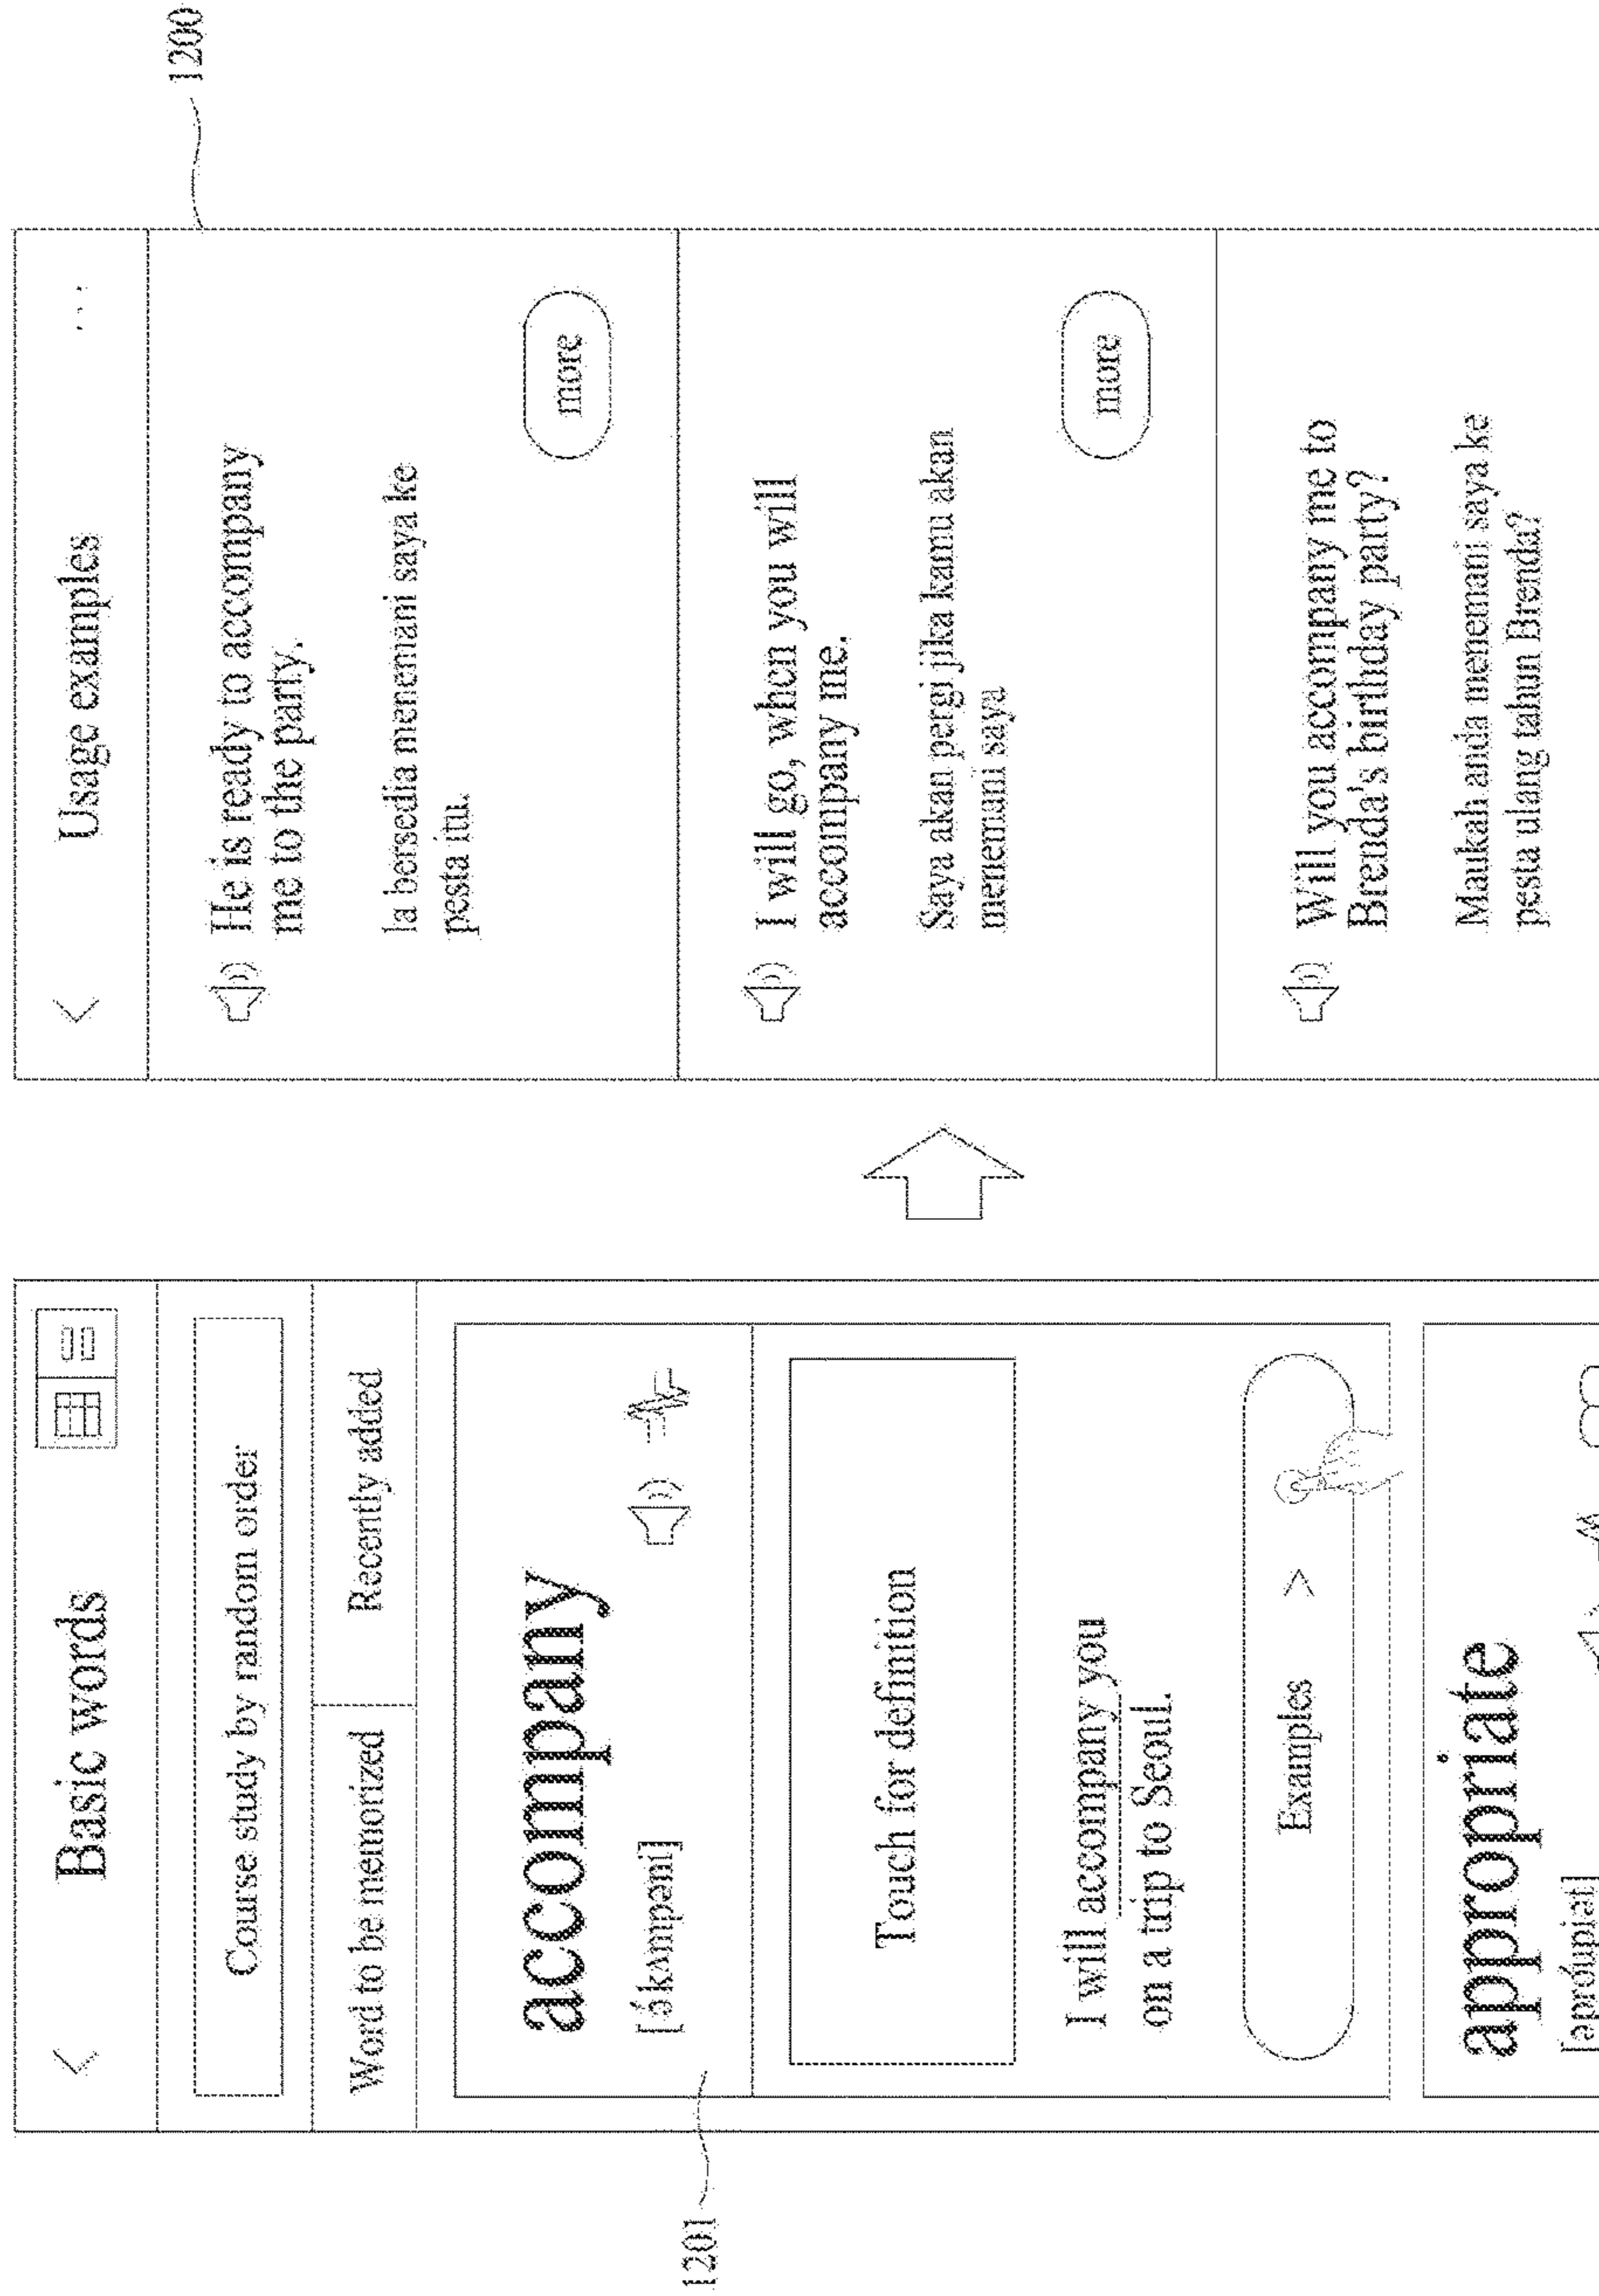 Basic words
Course study by random order
Word to be memorized
Recently added
accompany
[ə́kʌmpəni]
Touch for definition
I will accompany you
on a trip to Seoul.
Examples >
appropriate
[əpróupiət]
1201
1200
Usage examples
...
He is ready to accompany
me to the party.
Ia bersedia menemani saya ke
pesta itu.
more
I will go, when you will
accompany me.
Saya akan pergi jika kamu akan
menemani saya
more
Will you accompany me to
Brenda's birthday party?
Maukah anda menemani saya ke
pesta ulang tahun Brenda?